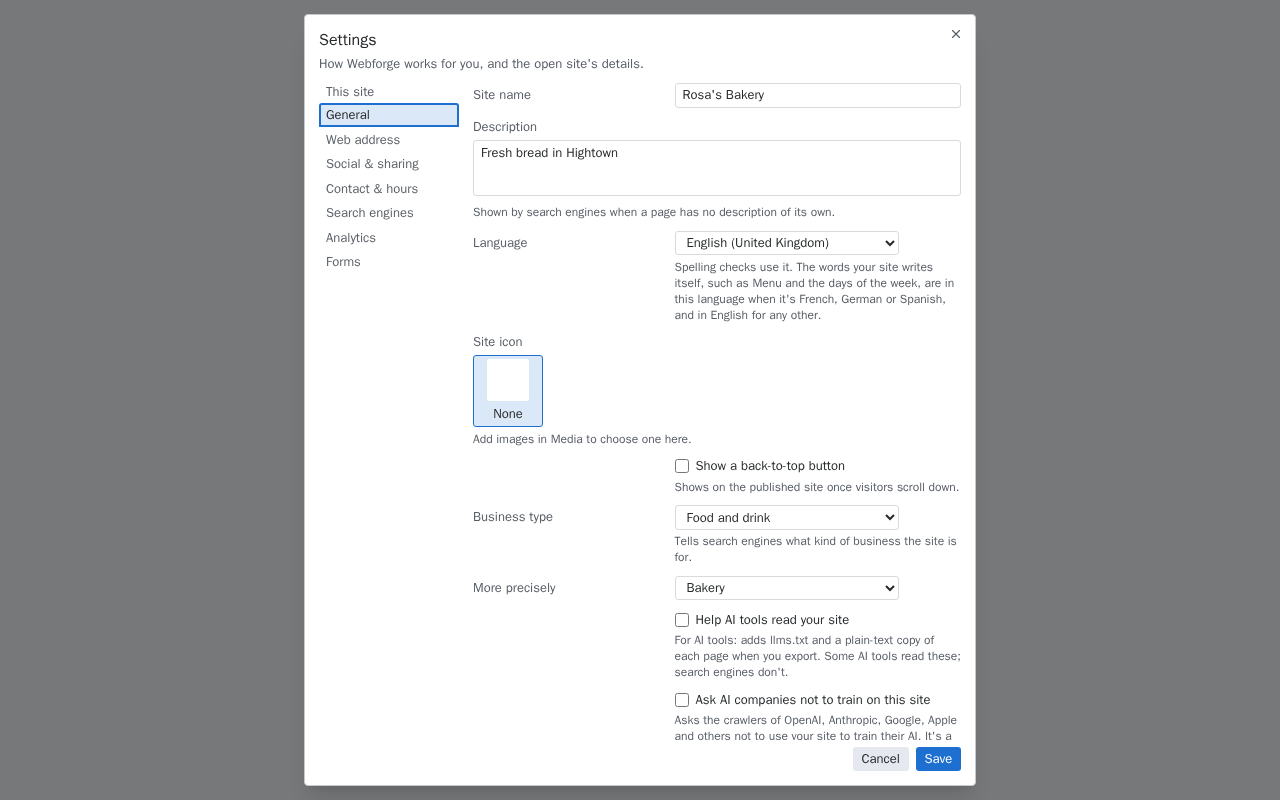 Settings
×
How Webforge works for you, and the open site's details.
This site
General
Web address
Social & sharing
Contact & hours
Search engines
Analytics
Forms
Site name
Rosa's Bakery
Description
Fresh bread in Hightown
Shown by search engines when a page has no description of its own.
Language
English (United Kingdom)
Spelling checks use it. The words your site writes
itself, such as Menu and the days of the week, are in
this language when it's French, German or Spanish,
and in English for any other.
Site icon
None
Add images in Media to choose one here.
Show a back-to-top button
Shows on the published site once visitors scroll down.
Business type
Food and drink
Tells search engines what kind of business the site is
for.
More precisely
Bakery
Help AI tools read your site
For AI tools: adds llms.txt and a plain-text copy of
each page when you export. Some AI tools read these;
search engines don't.
Ask AI companies not to train on this site
Asks the crawlers of OpenAI, Anthropic, Google, Apple
and others not to use your site to train their AI. It's a
Cancel
Save